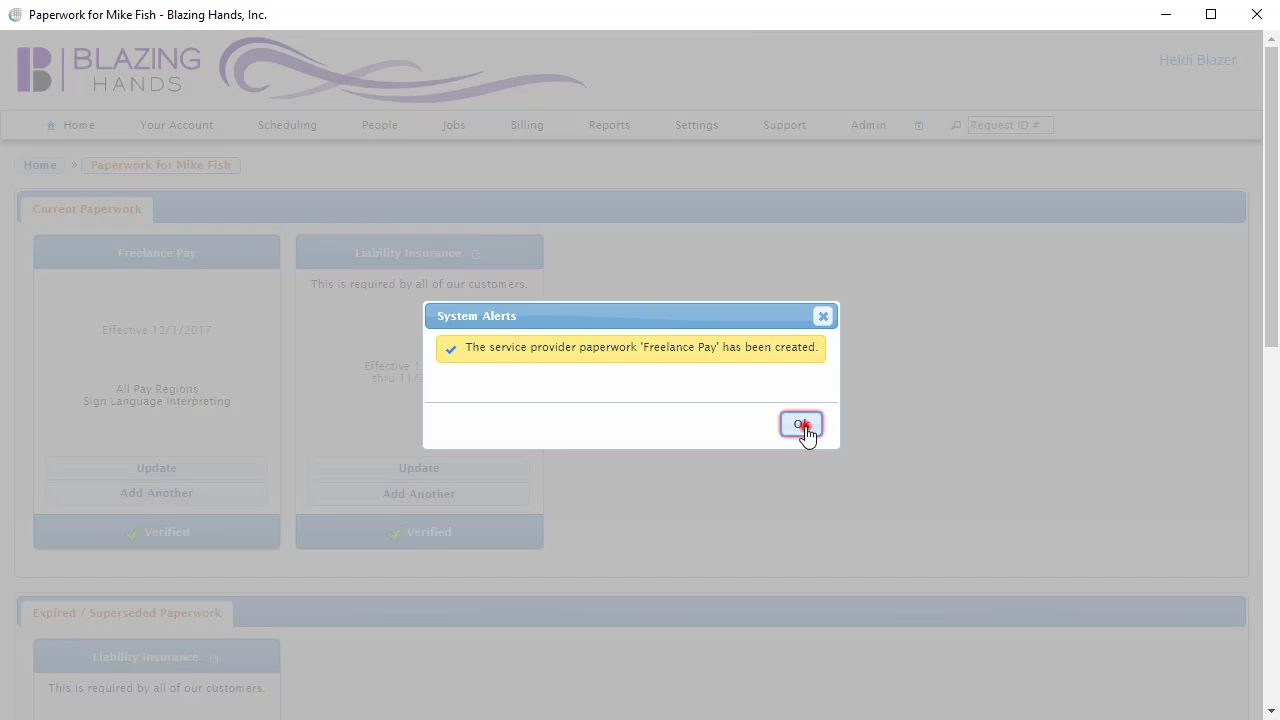 Paperwork for Mike Fish - Blazing Hands, Inc.
BLAZING
HANDS
Heidi Blazer
Home Your Account Scheduling People Jobs Billing Reports Settings Support Admin Request ID #
Home » Paperwork for Mike Fish
Current Paperwork
Freelance Pay
Effective 12/1/2017
All Pay Regions
Sign Language Interpreting
Update
Add Another
Verified
Liability Insurance
This is required by all of our customers.
Effective
thru
Update
Add Another
Verified
System Alerts
The service provider paperwork 'Freelance Pay' has been created.
Expired / Superseded Paperwork
Liability Insurance
This is required by all of our customers.